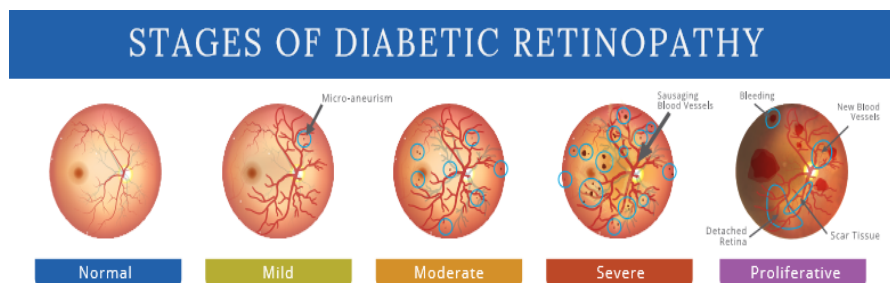 STAGES OF DIABETIC RETINOPATHY
Micro-aneurism
Sausaging
Blood Vessels
Bleeding
New Blood
Vessels
Detached
Retina
Scar Tissue
Normal
Mild
Moderate
Severe
Proliferative